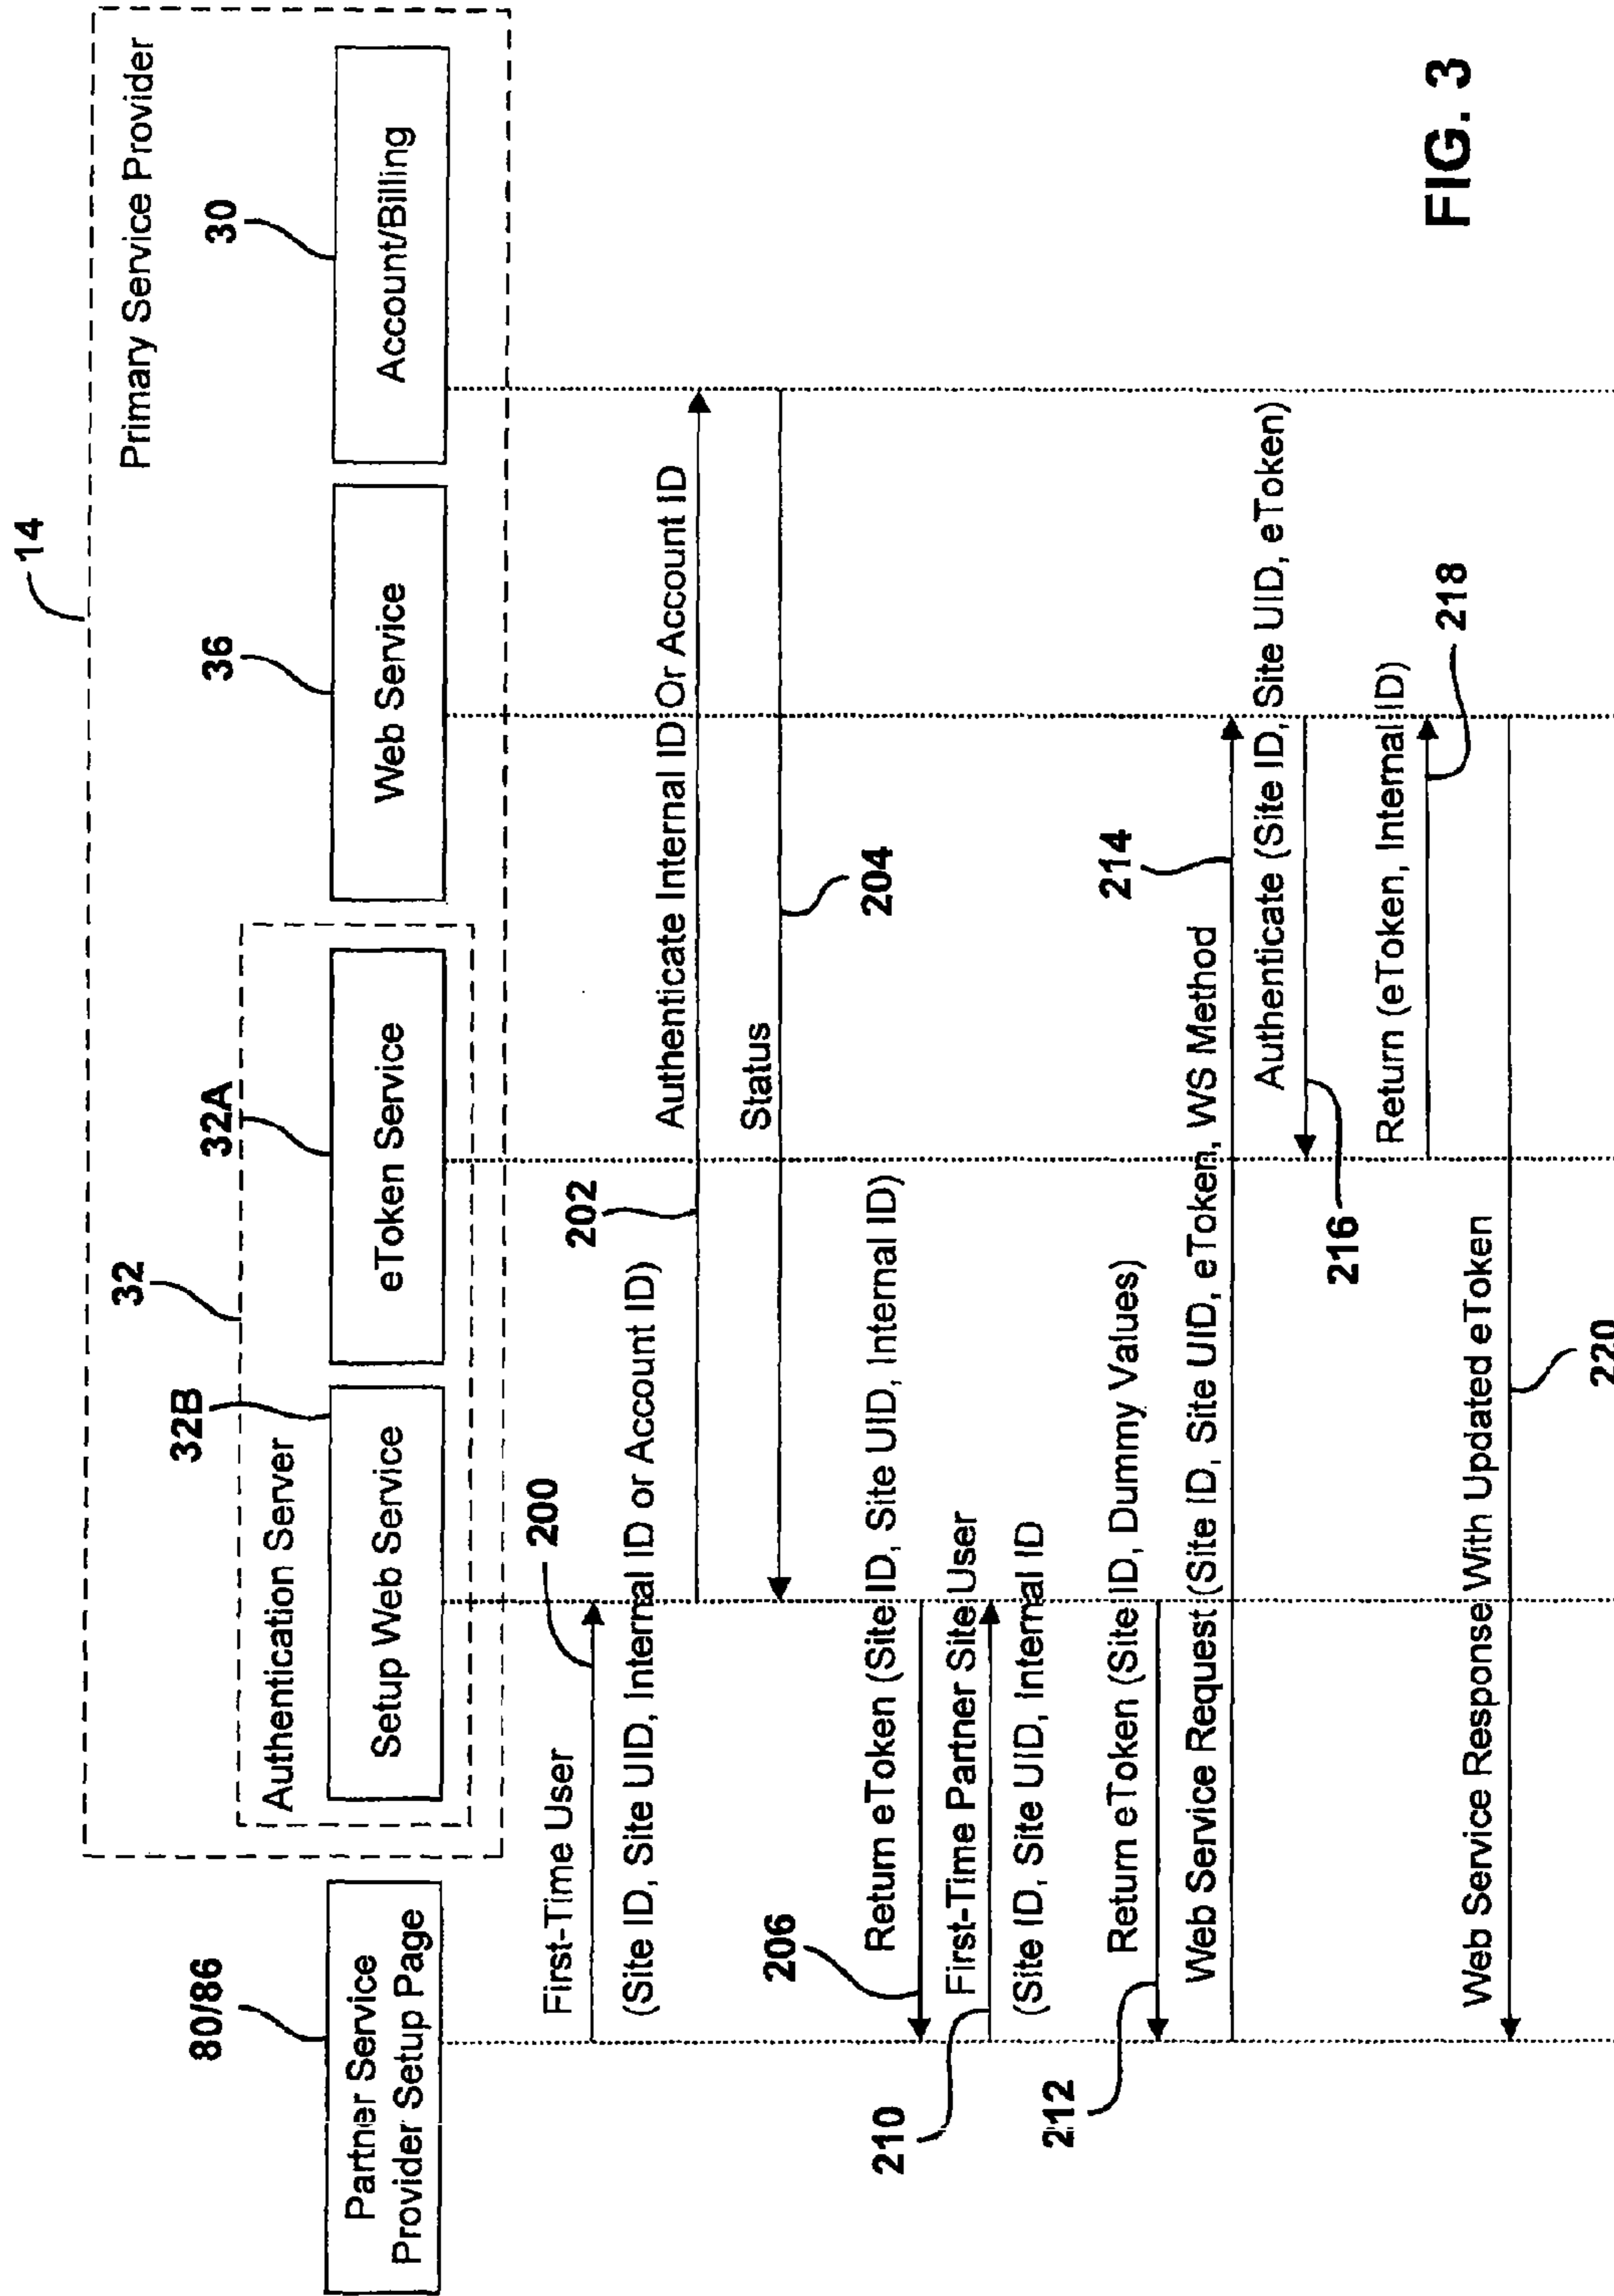 14
Primary Service Provider
32
36
30
32B
32A
80/86
Authentication Server
Partner Service
Provider Setup Page
Setup Web Service
eToken Service
Web Service
Account/Billing
First-Time User
200
(Site ID, Site UID, Internal ID or Account ID)
202
Authenticate Internal ID Or Account ID
Status
204
206
Return eToken (Site ID, Site UID, Internal ID)
210
First-Time Partner Site User
(Site ID, Site UID, Internal ID
212
Return eToken (Site ID, Dummy Values)
214
Web Service Request (Site ID, Site UID, eToken, WS Method
Authenticate (Site ID, Site UID, eToken)
216
Return (eToken, Internal ID)
218
Web Service Response With Updated eToken
220
FIG. 3